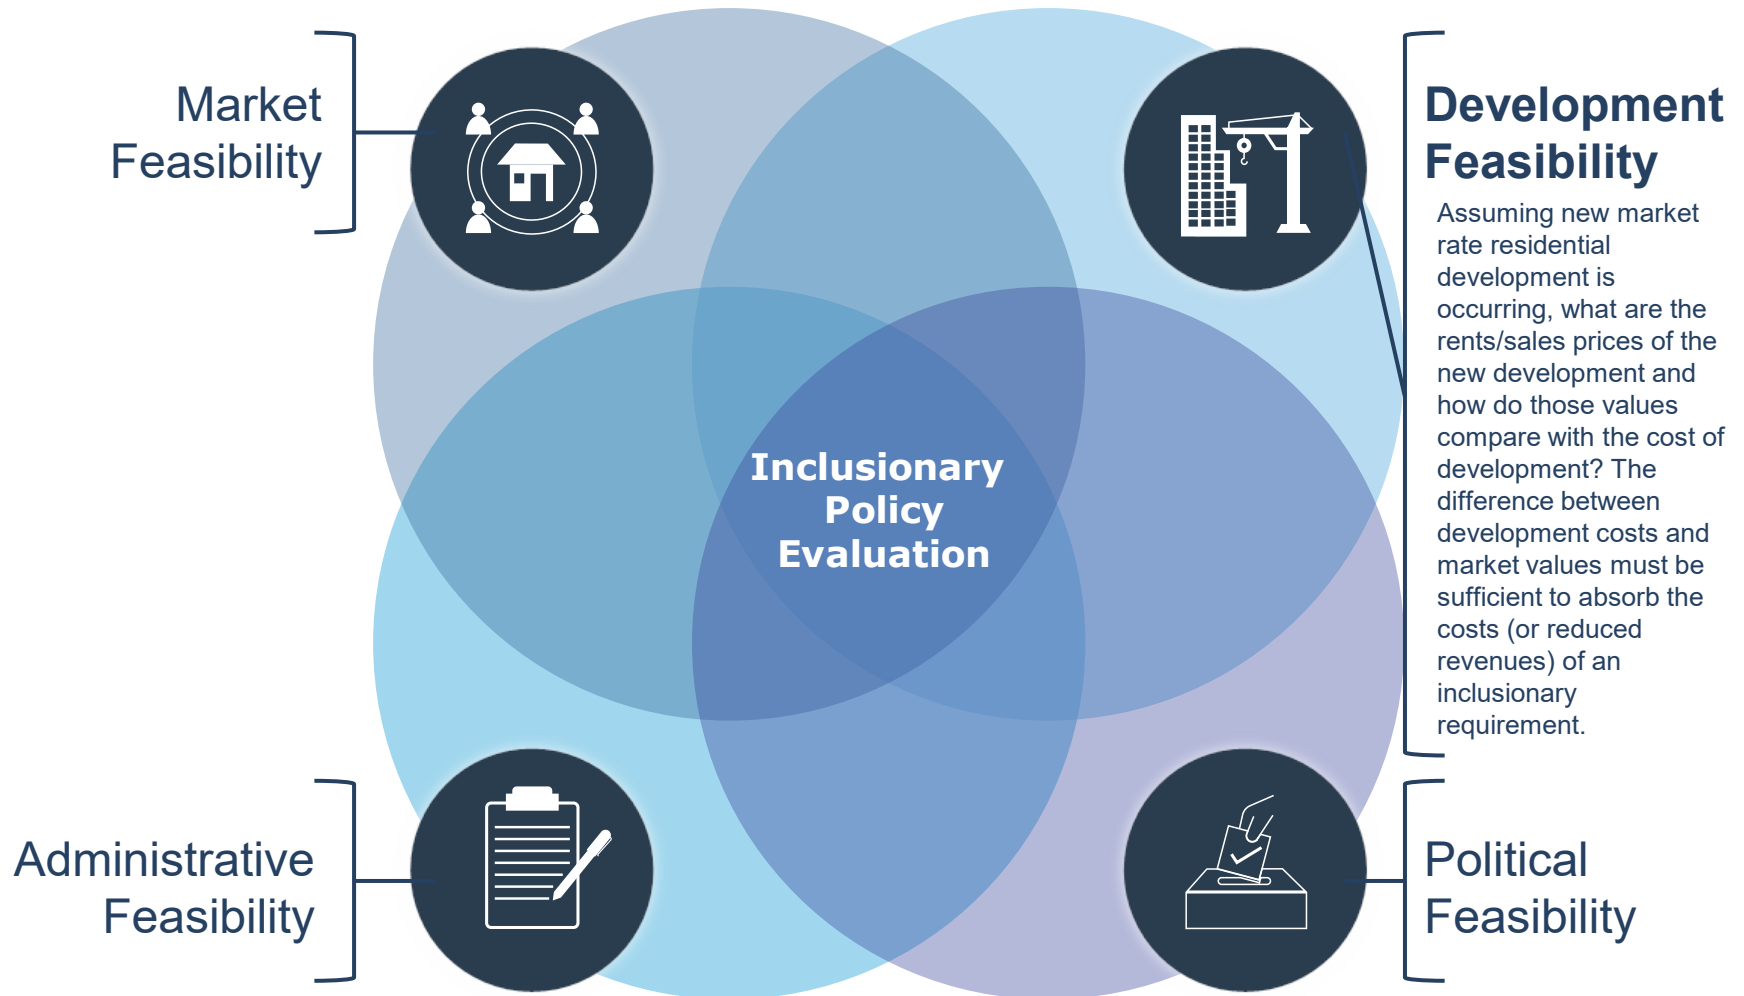 Market
Feasibility
Development
Feasibility
Assuming new market
rate residential
development is
occurring, what are the
rents/sales prices of the
new development and
how do those values
compare with the cost of
development? The
difference between
development costs and
market values must be
sufficient to absorb the
costs (or reduced
revenues) of an
inclusionary
requirement.
Inclusionary
Policy
Evaluation
Administrative
Feasibility
Political
Feasibility